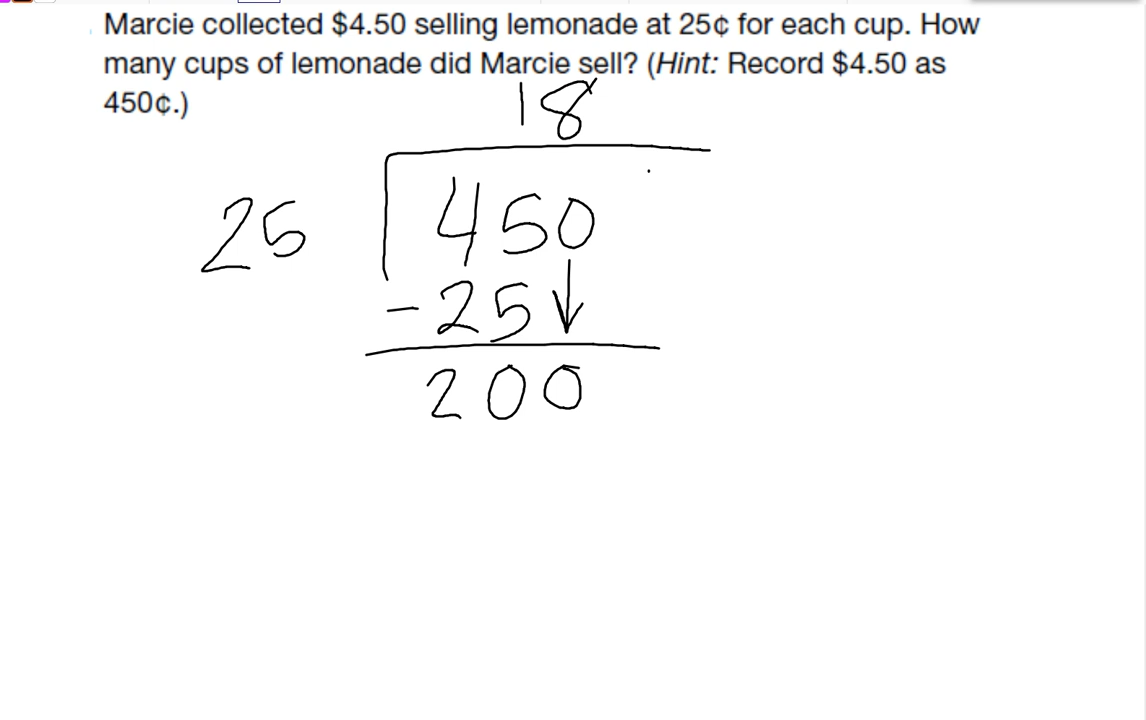 Marcie collected $4.50 selling lemonade at 25¢ for each cup. How
many cups of lemonade did Marcie sell? (Hint: Record $4.50 as
450¢.)
18
25 450
- 25 ↓
200